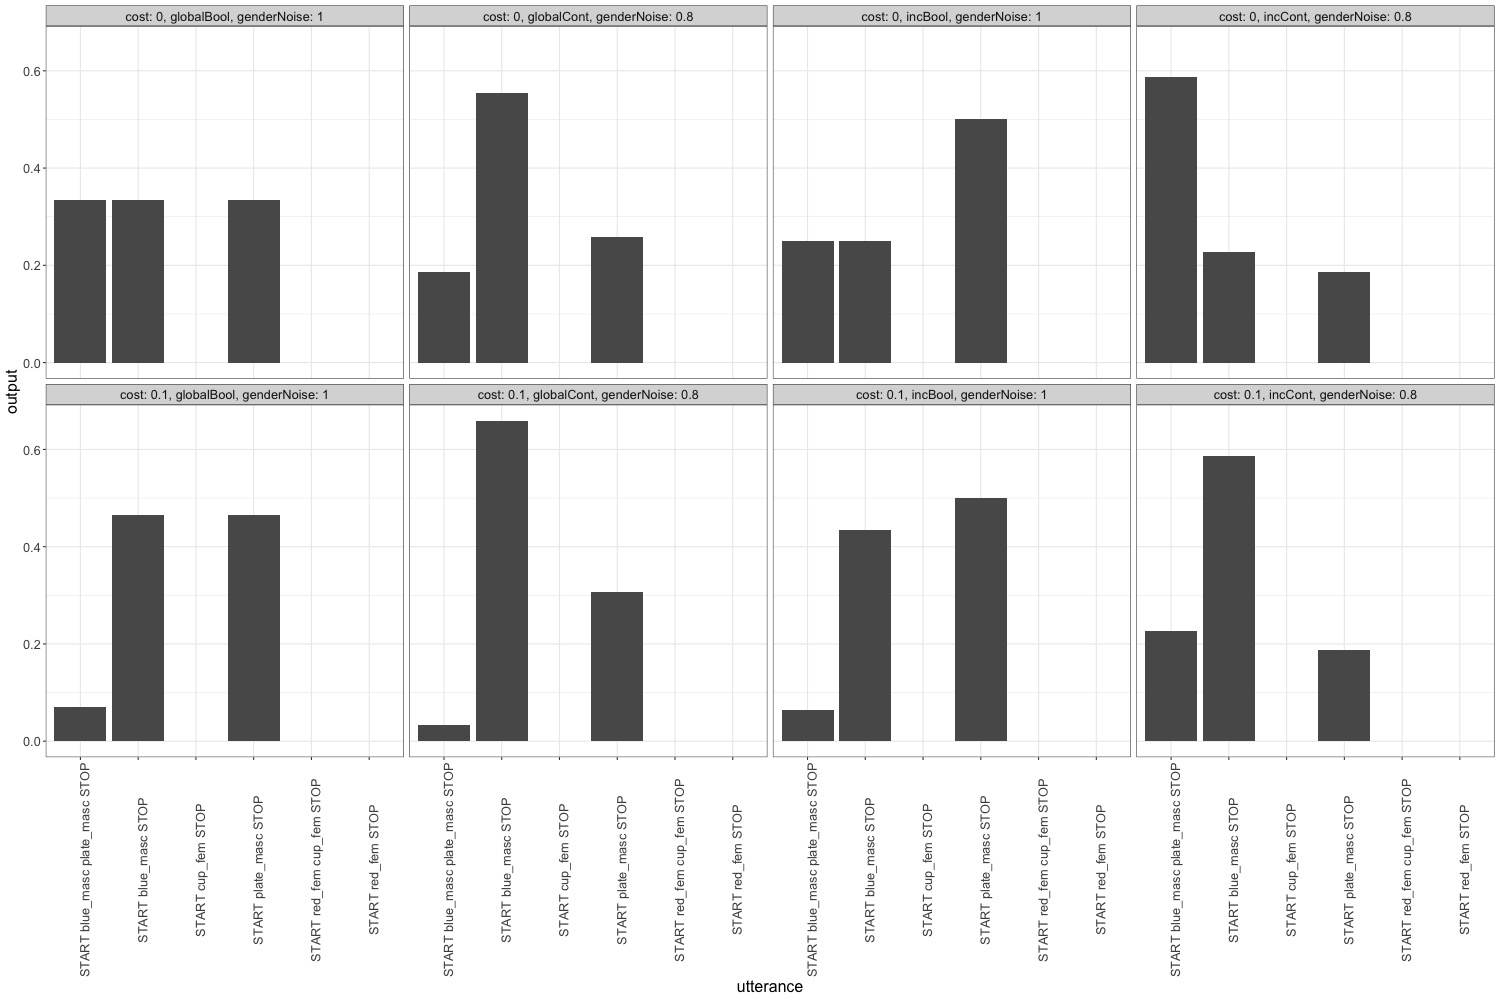 cost: 0, globalBool, genderNoise: 1
cost: 0, globalCont, genderNoise: 0.8
cost: 0, incBool, genderNoise: 1
cost: 0, incCont, genderNoise: 0.8
0.6
0.4
0.2
0.0
output
cost: 0.1, globalBool, genderNoise: 1
cost: 0.1, globalCont, genderNoise: 0.8
cost: 0.1, incBool, genderNoise: 1
cost: 0.1, incCont, genderNoise: 0.8
0.6
0.4
0.2
0.0
START blue_masc plate_masc STOP
START blue_masc STOP
START cup_fem STOP
START plate_masc STOP
START red_fem cup_fem STOP
START red_fem STOP
START blue_masc plate_masc STOP
START blue_masc STOP
START cup_fem STOP
START plate_masc STOP
START red_fem cup_fem STOP
START red_fem STOP
START blue_masc plate_masc STOP
START blue_masc STOP
START cup_fem STOP
START plate_masc STOP
START red_fem cup_fem STOP
START red_fem STOP
START blue_masc plate_masc STOP
START blue_masc STOP
START cup_fem STOP
START plate_masc STOP
START red_fem cup_fem STOP
START red_fem STOP
utterance